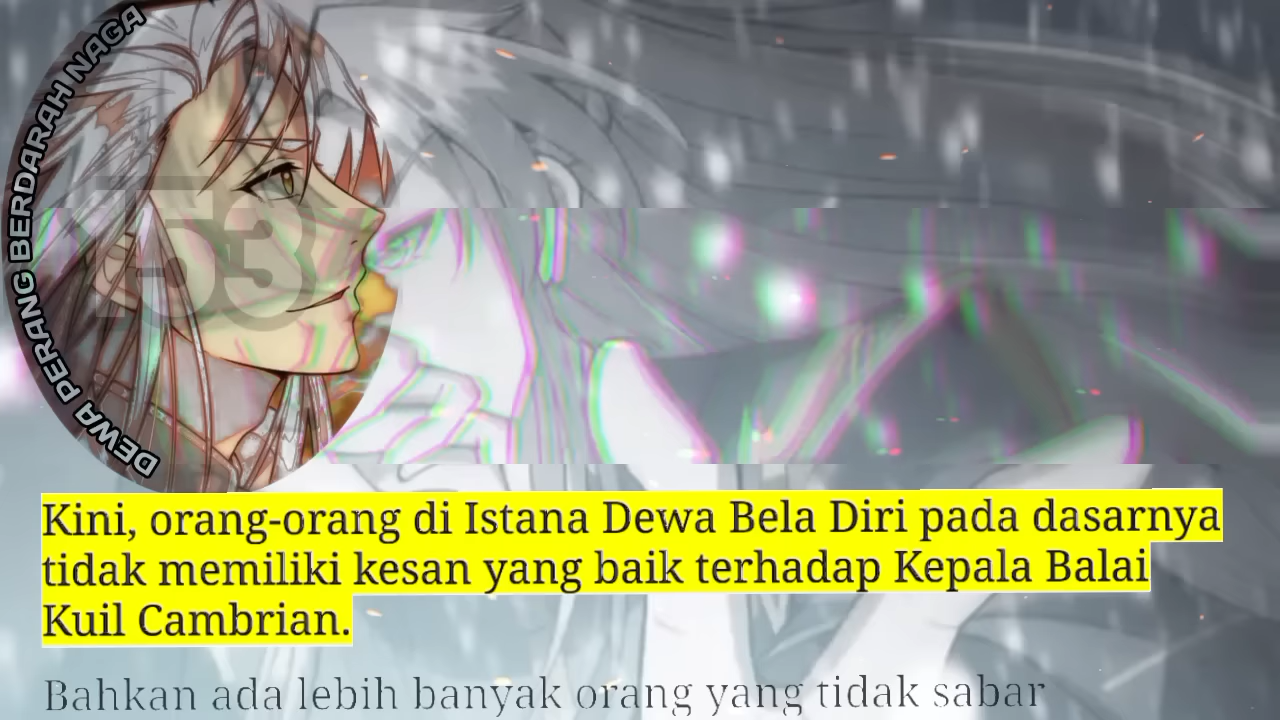 DEWA PERANG BERDARAH NAGA
153
Kini, orang-orang di Istana Dewa Bela Diri pada dasarnya
tidak memiliki kesan yang baik terhadap Kepala Balai
Kuil Cambrian.
Bahkan ada lebih banyak orang yang tidak sabar